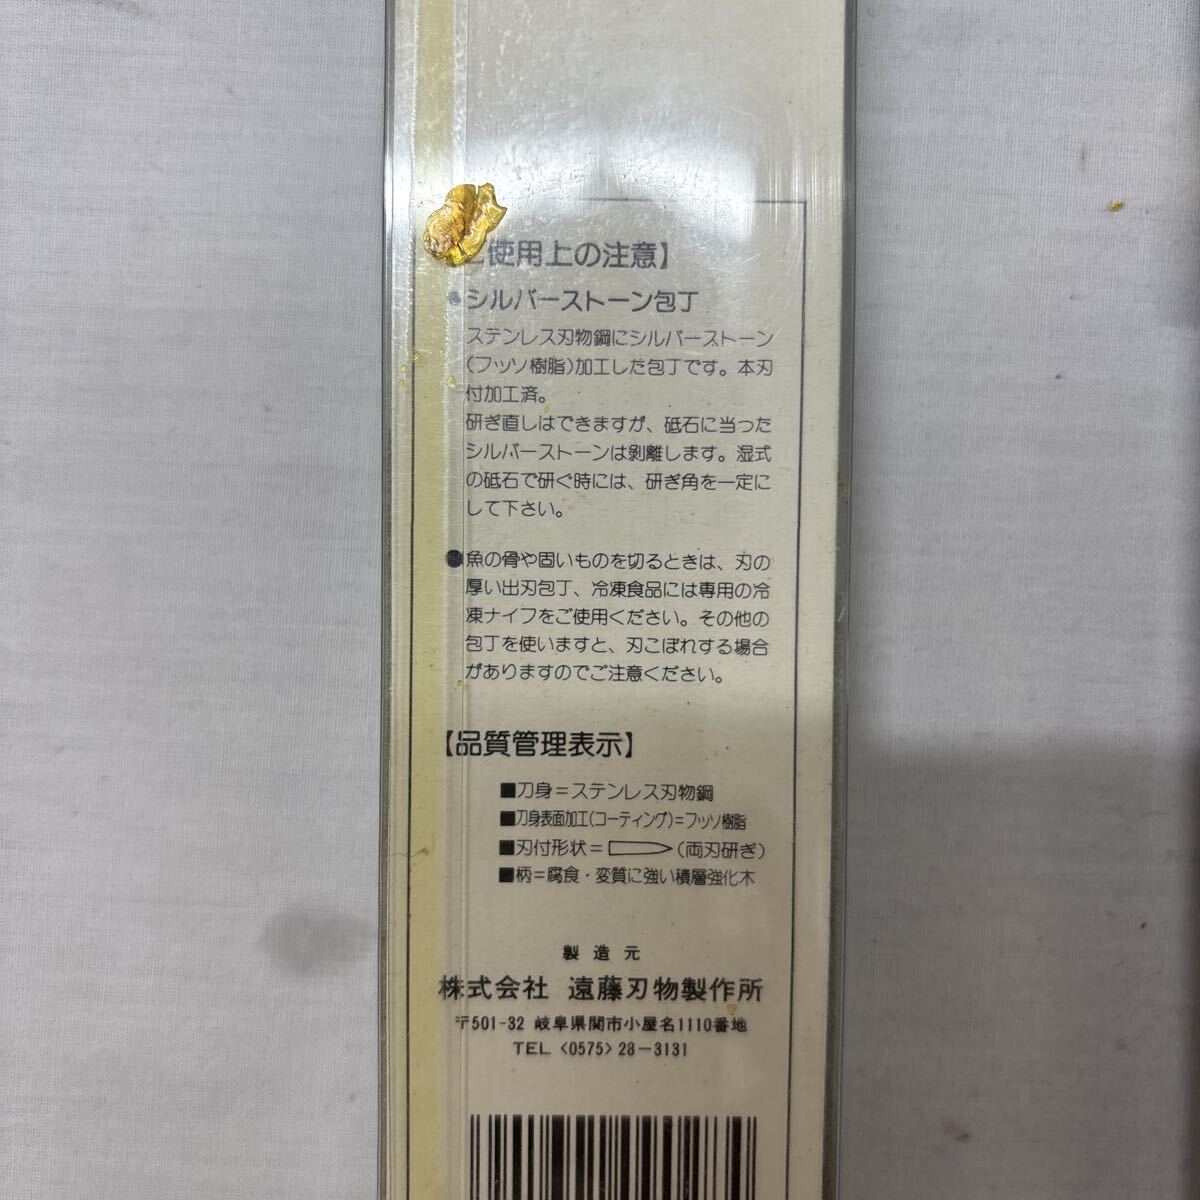 ご使用上の注意】
●シルバーストーン包丁
ステンレス刃物鋼にシルバーストーン
(フッソ樹脂)加工した包丁です。本刃
付加工済。
研ぎ直しはできますが、砥石に当った
シルバーストーンは剝離します。湿式
の砥石で研ぐ時には、研ぎ角を一定に
して下さい。
●魚の骨や固いものを切るときは、刃の
厚い出刃包丁、冷凍食品には専用の冷
凍ナイフをご使用ください。その他の
包丁を使いますと、刃こぼれする場合
がありますのでご注意ください。
【品質管理表示】
■刀身=ステンレス刃物鋼
■刀身表面加工(コーティング)=フッソ樹脂
■刃付形状= (両刃研ぎ)
■柄=腐食・変質に強い積層強化木
製造元
株式会社 遠藤刃物製作所
〒501-32 岐阜県関市小屋名1110番地
TEL <0575> 28-3131